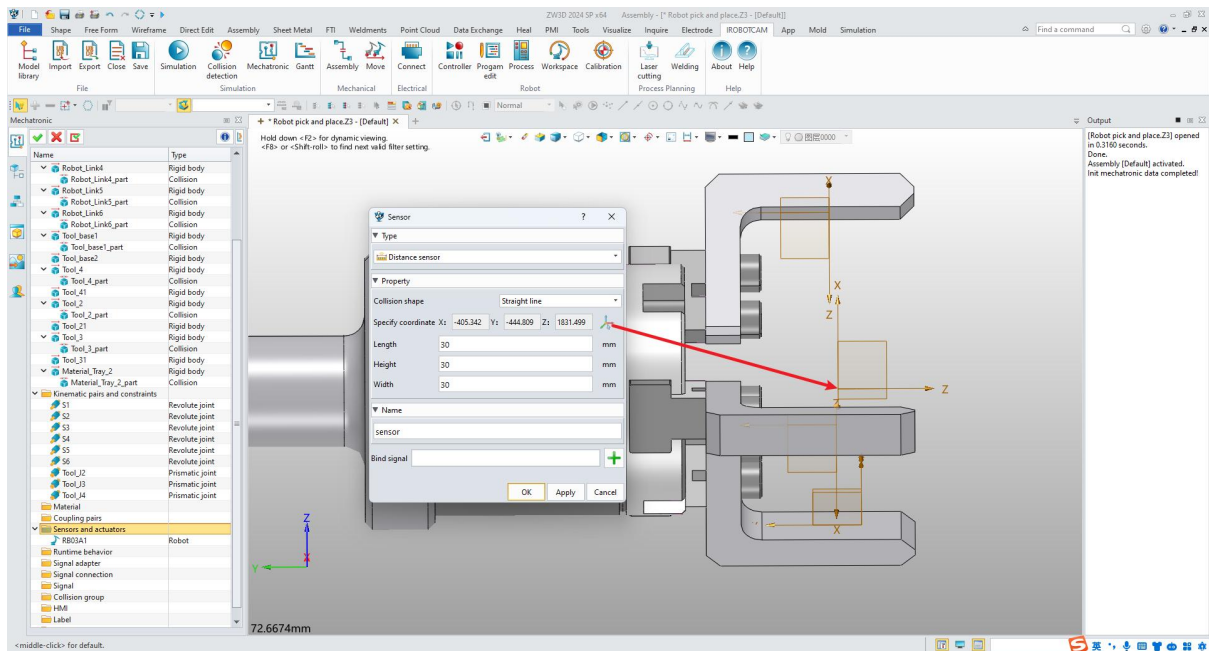 ZW3D 2024 SP x64 Assembly - [* Robot pick and place.Z3 - [Default]]
File Shape Free Form Wireframe Direct Edit Assembly Sheet Metal FTI Weldments Point Cloud Data Exchange Heal PMI Tools Visualize Inquire Electrode IROBOTCAM App Mold Simulation Find a command
Model library Import Export Close Save Simulation Collision detection Mechatronic Gantt Assembly Move Connect Controller Progam edit Process Workspace Calibration Laser cutting Welding About Help
File Simulation Mechanical Electrical Robot Process Planning Help
Normal
Mechatronic
* Robot pick and place.Z3 - [Default]
Output
Hold down <F2> for dynamic viewing.
<F8> or <Shift-roll> to find next valid filter setting.
图层0000
[Robot pick and place.Z3] opened
in 0.3160 seconds.
Done.
Assembly [Default] activated.
Init mechatronic data completed!
Name Type
Robot_Link4 Rigid body
Robot_Link4_part Collision
Robot_Link5 Rigid body
Robot_Link5_part Collision
Robot_Link6 Rigid body
Robot_Link6_part Collision
Tool_base1 Rigid body
Tool_base1_part Collision
Tool_base2 Rigid body
Tool_4 Rigid body
Tool_4_part Collision
Tool_41 Rigid body
Tool_2 Rigid body
Tool_2_part Collision
Tool_21 Rigid body
Tool_3 Rigid body
Tool_3_part Collision
Tool_31 Rigid body
Material_Tray_2 Rigid body
Material_Tray_2_part Collision
Kinematic pairs and constraints
S1 Revolute joint
S2 Revolute joint
S3 Revolute joint
S4 Revolute joint
S5 Revolute joint
S6 Revolute joint
Tool_J2 Prismatic joint
Tool_J3 Prismatic joint
Tool_J4 Prismatic joint
Material
Coupling pairs
Sensors and actuators
RB03A1 Robot
Runtime behavior
Signal adapter
Signal connection
Signal
Collision group
HMI
Label
Sensor ? X
Type
Distance sensor
Property
Collision shape Straight line
Specify coordinate X: -405.342 Y: -444.809 Z: 1831.499
Length 30 mm
Height 30 mm
Width 30 mm
Name
sensor
Bind signal
OK Apply Cancel
X
X
Z
Z
Z
X
Z
X
Y
72.6674mm
<middle-click> for default.
英